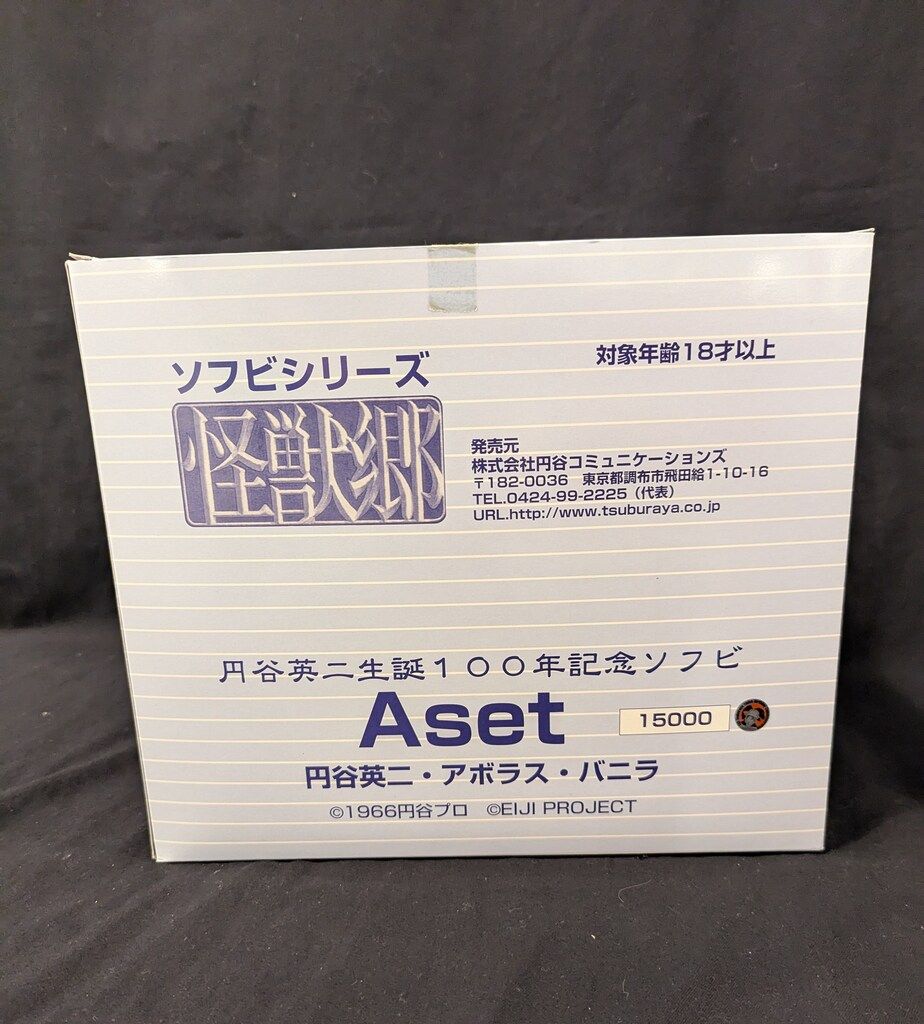 対象年齢18才以上
ソフビシリーズ
怪獣郷
発売元
株式会社円谷コミュニケーションズ
〒182-0036 東京都調布市飛田給1-10-16
TEL.0424-99-2225（代表）
URL.http://www.tsuburaya.co.jp
円谷英二生誕１００年記念ソフビ
Aset
15000
円谷英二・アボラス・バニラ
©1966円谷プロ ©EIJI PROJECT